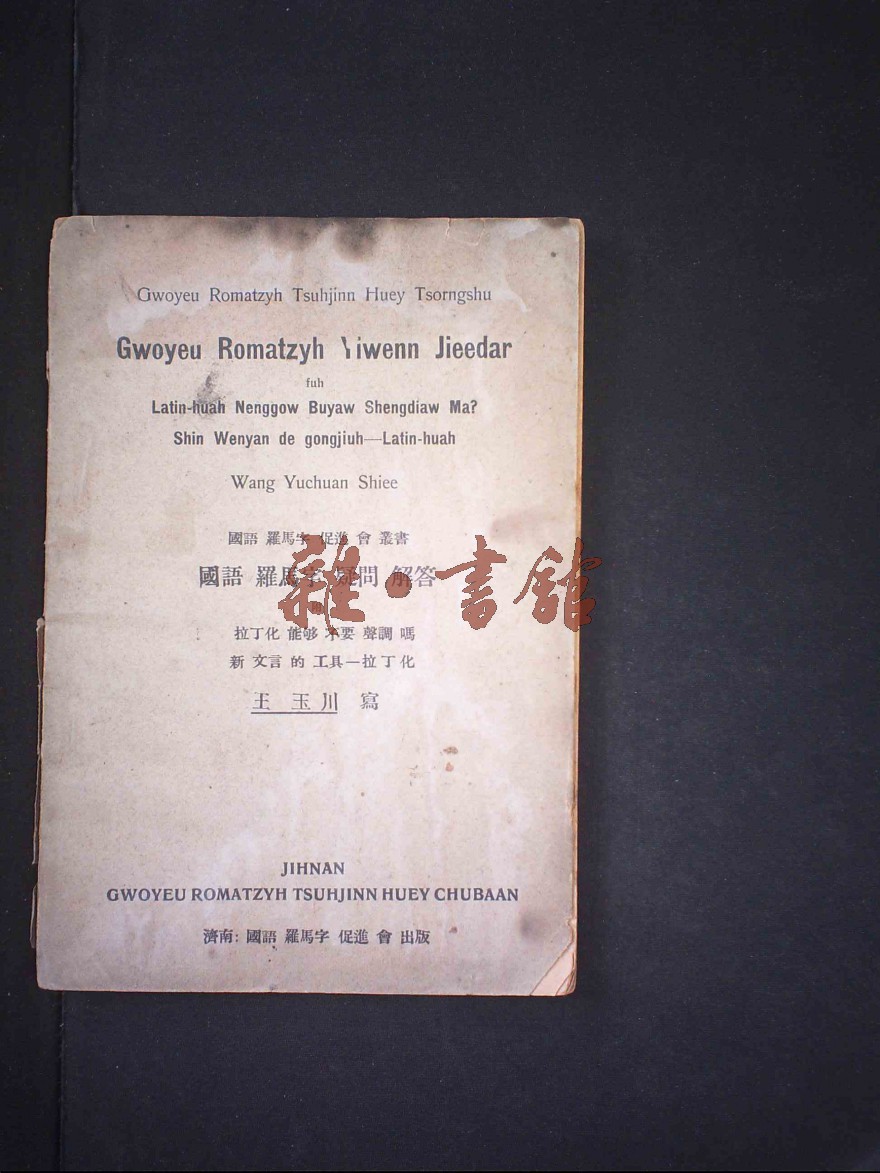 Gwoyeu Romatzyh Tsuhjinn Huey Tsorngshu
Gwoyeu Romatzyh Yiwenn Jieedar
fuh
Latin-huah Nenggow Buyaw Shengdiaw Ma?
Shin Wenyan de gongjiuh—Latin-huah
Wang Yuchuan Shiee
國語 羅馬字 促進 會 叢書
國語 羅馬字 疑問 解答
附
拉丁化 能够 不要 聲調 嗎
新 文言 的 工具—拉丁化
王 玉 川 寫
雜·書館
JIHNAN
GWOYEU ROMATZYH TSUHJINN HUEY CHUBAAN
濟南: 國語 羅馬字 促進 會 出版